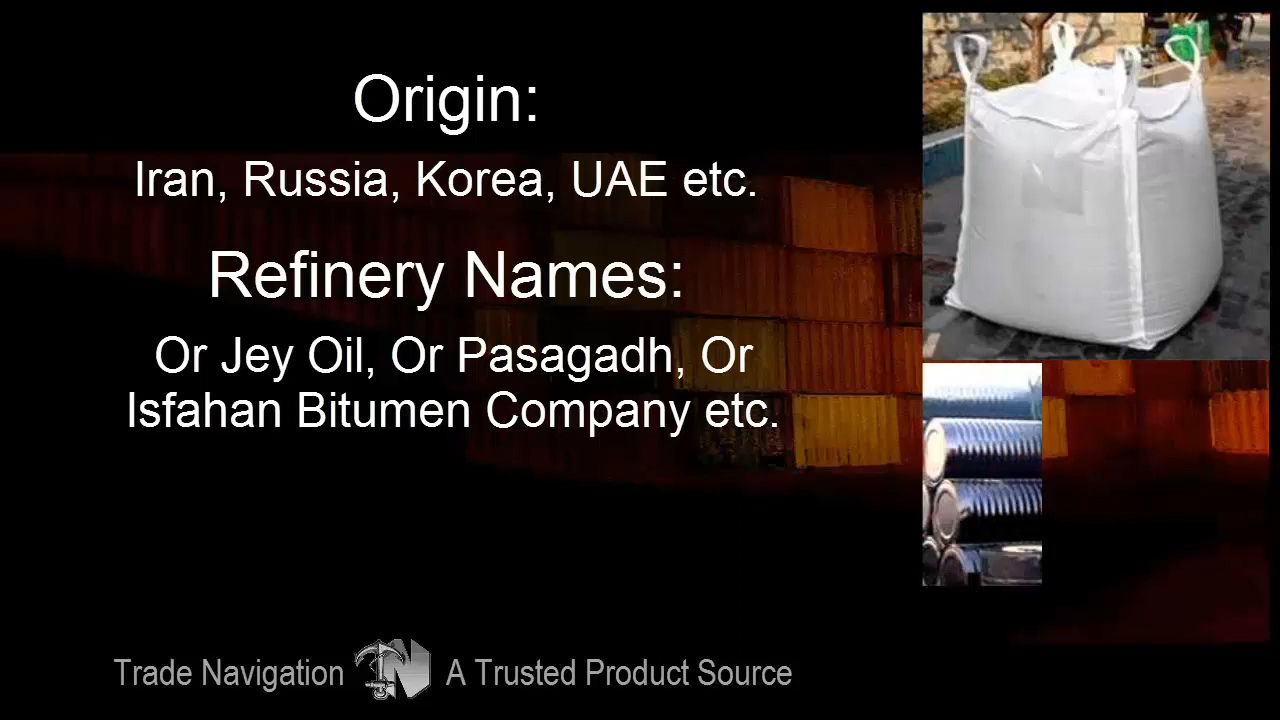 Origin:
Iran, Russia, Korea, UAE etc.
Refinery Names:
Or Jey Oil, Or Pasagadh, Or
Isfahan Bitumen Company etc.
Trade Navigation N A Trusted Product Source